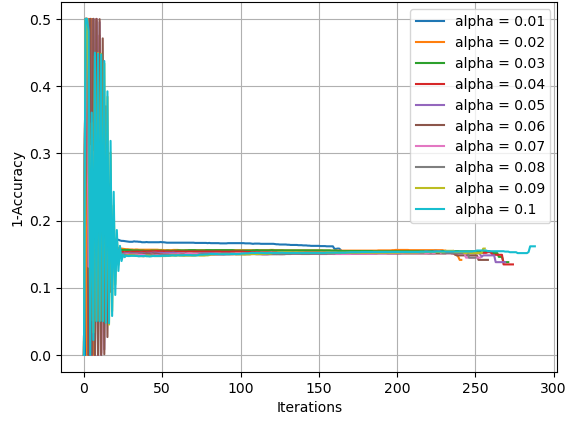 0.5
0.4
0.3
0.2
0.1
0.0
1-Accuracy
alpha = 0.01
alpha = 0.02
alpha = 0.03
alpha = 0.04
alpha = 0.05
alpha = 0.06
alpha = 0.07
alpha = 0.08
alpha = 0.09
alpha = 0.1
0 50 100 150 200 250 300
Iterations